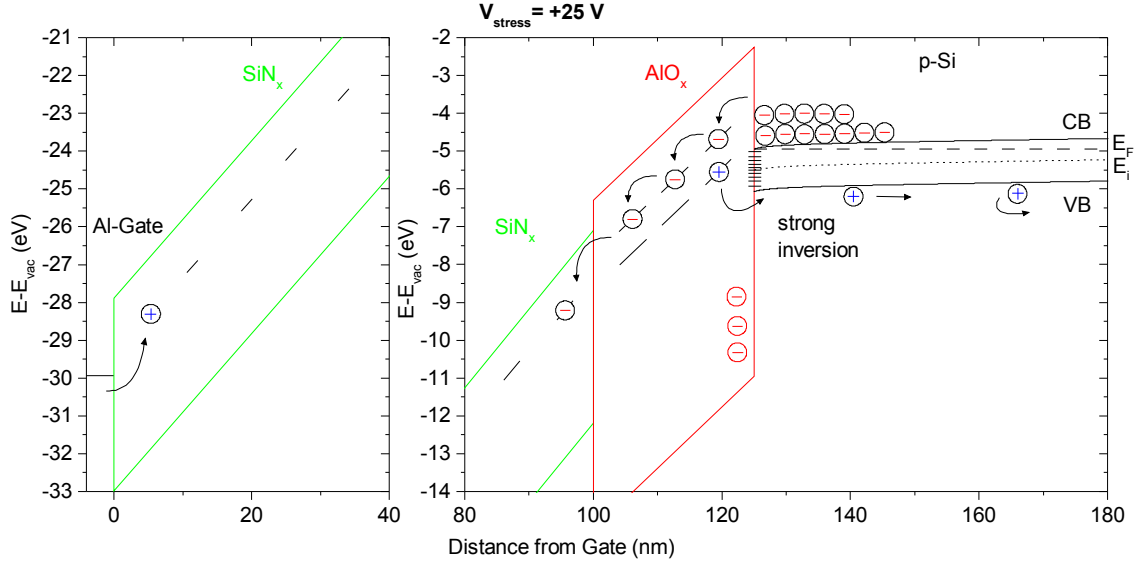 V_stress = +25 V
-21
-22
-23
-24
-25
-26
-27
-28
-29
-30
-31
-32
-33
E-E_vac (eV)
SiN_x
Al-Gate
0
20
40
-2
-3
-4
-5
-6
-7
-8
-9
-10
-11
-12
-13
-14
E-E_vac (eV)
AlO_x
p-Si
CB
E_F
E_i
VB
SiN_x
strong
inversion
80
100
120
140
160
180
Distance from Gate (nm)